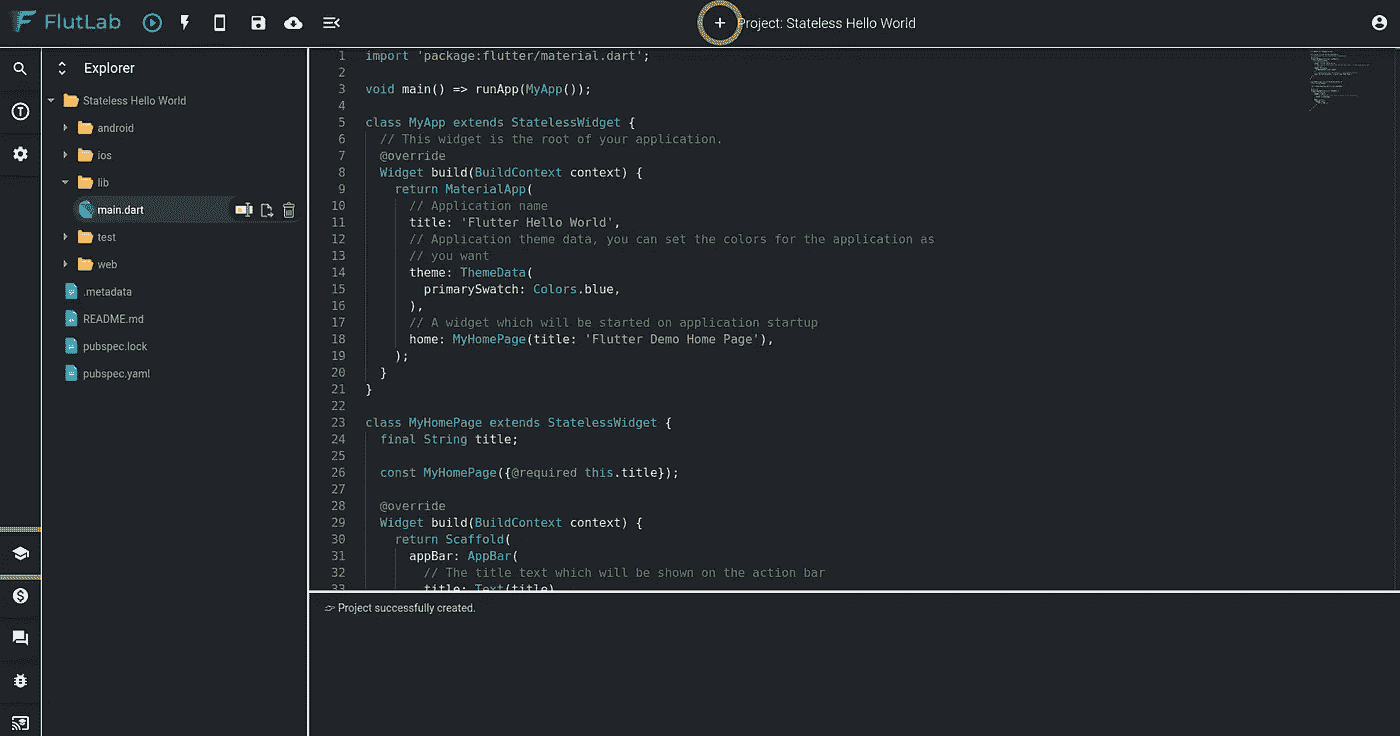 FlutLab
Project: Stateless Hello World
Explorer
Stateless Hello World
android
ios
lib
main.dart
test
web
.metadata
README.md
pubspec.lock
pubspec.yaml
1 import 'package:flutter/material.dart';
2
3 void main() => runApp(MyApp());
4
5 class MyApp extends StatelessWidget {
6 // This widget is the root of your application.
7 @override
8 Widget build(BuildContext context) {
9 return MaterialApp(
10 // Application name
11 title: 'Flutter Hello World',
12 // Application theme data, you can set the colors for the application as
13 // you want
14 theme: ThemeData(
15 primarySwatch: Colors.blue,
16 ),
17 // A widget which will be started on application startup
18 home: MyHomePage(title: 'Flutter Demo Home Page'),
19 );
20 }
21 }
22
23 class MyHomePage extends StatelessWidget {
24 final String title;
25
26 const MyHomePage({@required this.title});
27
28 @override
29 Widget build(BuildContext context) {
30 return Scaffold(
31 appBar: AppBar(
32 // The title text which will be shown on the action bar
33 title: Text(title)
Project successfully created.